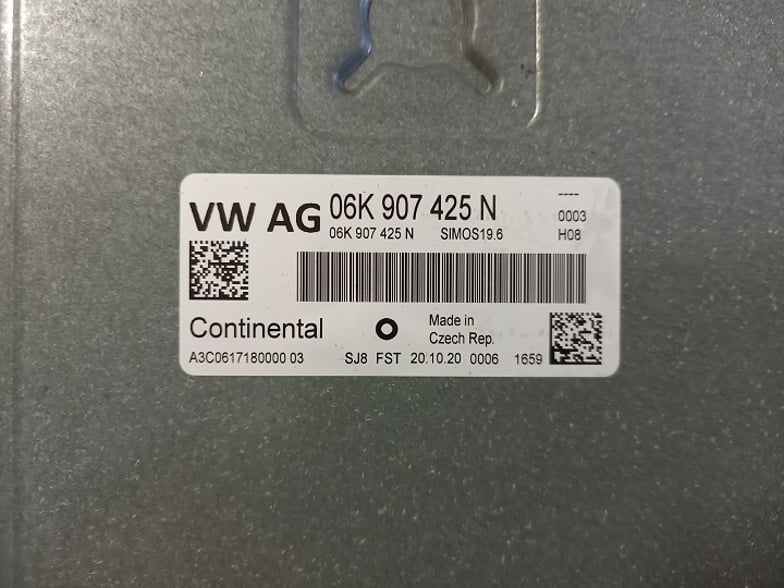 VW AG 06K 907 425 N ----
0003
06K 907 425 N SIMOS19.6 H08
Continental Made in
Czech Rep.
A3C0617180000 03 SJ8 FST 20.10.20 0006 1659